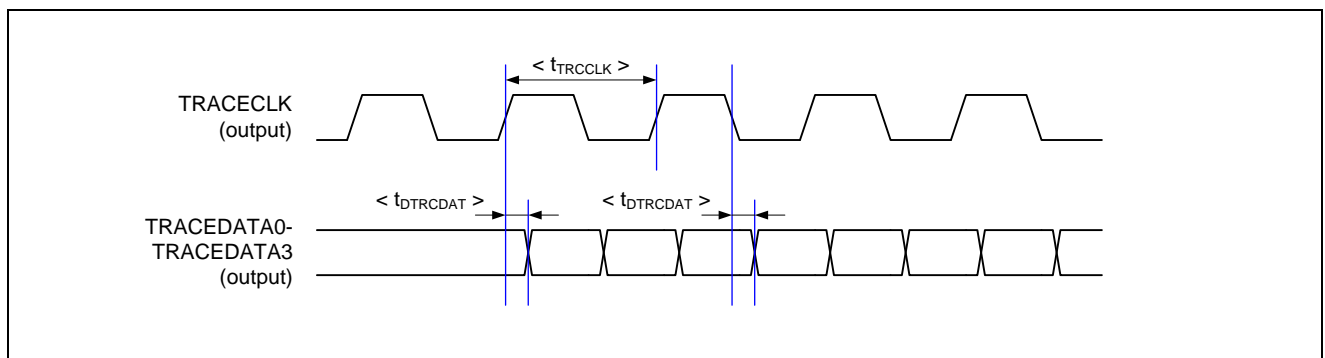 < tTRCCLK >
TRACECLK
(output)
< tDTRCDAT >
< tDTRCDAT >
TRACEDATA0-
TRACEDATA3
(output)